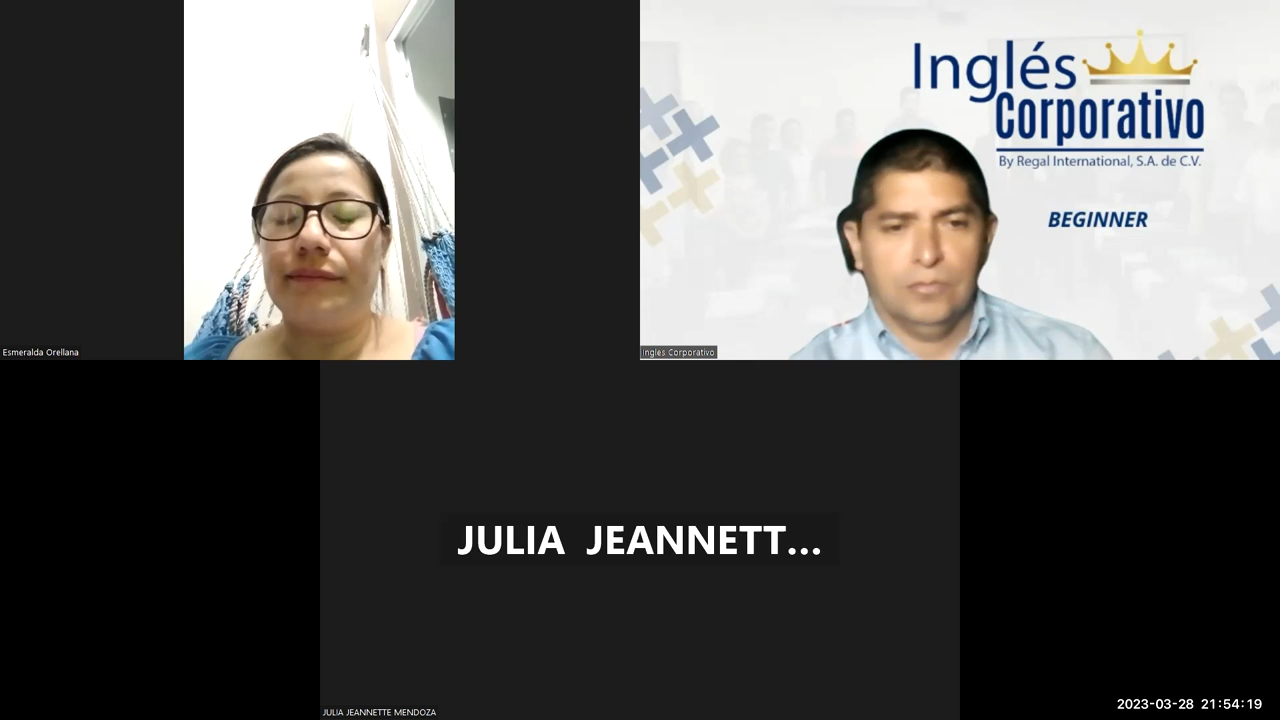 Inglés
Corporativo
By Regal International, S.A. de C.V.
BEGINNER
Esmeralda Orellana
Ingles Corporativo
JULIA JEANNETT...
JULIA JEANNETTE MENDOZA
2023-03-28 21:54:19